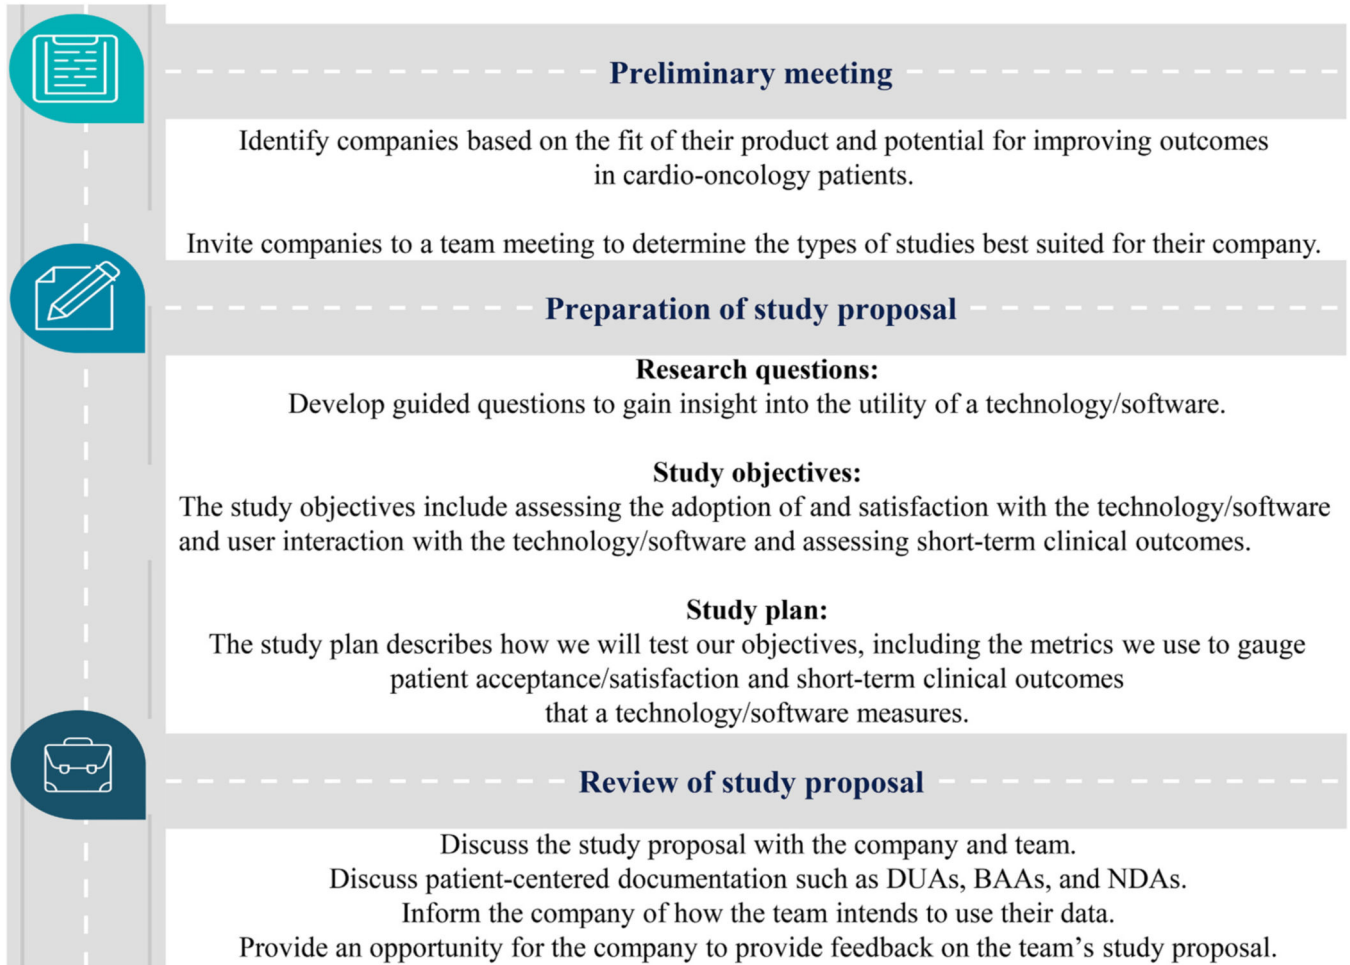 Preliminary meeting
Identify companies based on the fit of their product and potential for improving outcomes
in cardio-oncology patients.
Invite companies to a team meeting to determine the types of studies best suited for their company.
Preparation of study proposal
Research questions:
Develop guided questions to gain insight into the utility of a technology/software.
Study objectives:
The study objectives include assessing the adoption of and satisfaction with the technology/software
and user interaction with the technology/software and assessing short-term clinical outcomes.
Study plan:
The study plan describes how we will test our objectives, including the metrics we use to gauge
patient acceptance/satisfaction and short-term clinical outcomes
that a technology/software measures.
Review of study proposal
Discuss the study proposal with the company and team.
Discuss patient-centered documentation such as DUAs, BAAs, and NDAs.
Inform the company of how the team intends to use their data.
Provide an opportunity for the company to provide feedback on the team’s study proposal.